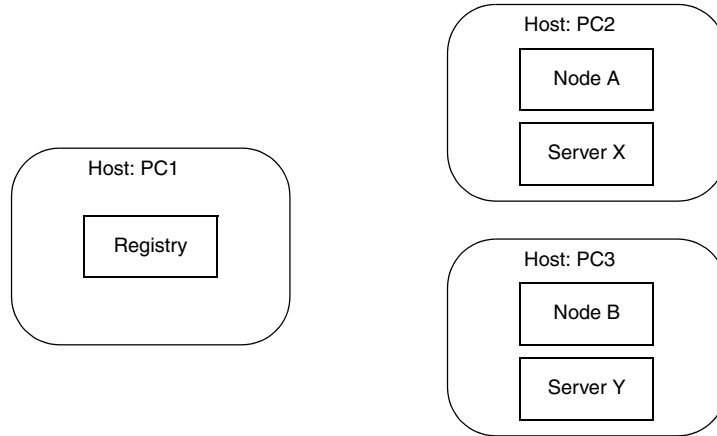 Host: PC1
Registry
Host: PC2
Node A
Server X
Host: PC3
Node B
Server Y